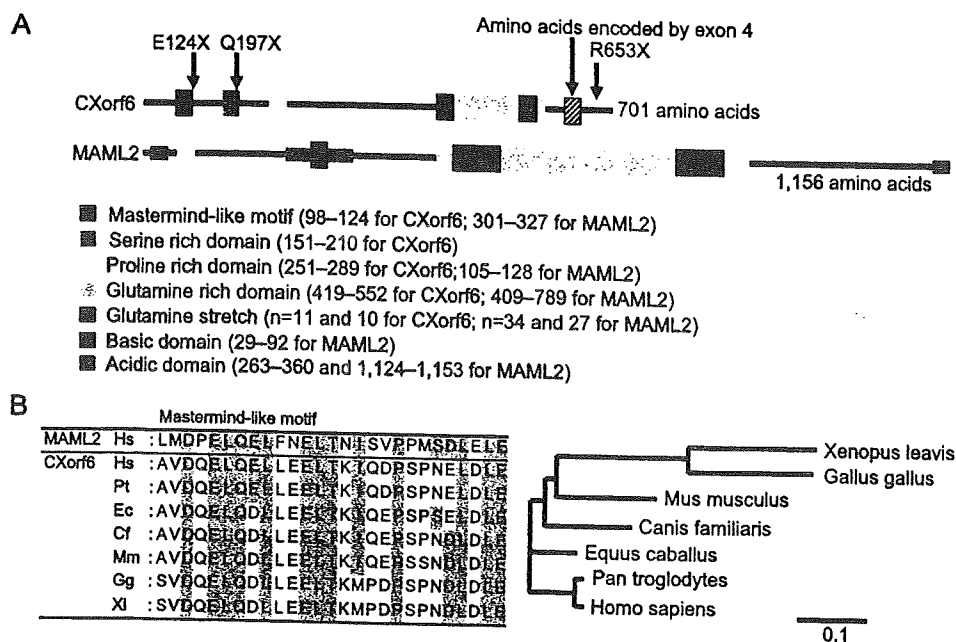 A
E124X Q197X
Amino acids encoded by exon 4
R653X
CXorf6
701 amino acids
MAML2
1,156 amino acids
Mastermind-like motif (98–124 for CXorf6; 301–327 for MAML2)
Serine rich domain (151–210 for CXorf6)
Proline rich domain (251–289 for CXorf6;105–128 for MAML2)
Glutamine rich domain (419–552 for CXorf6; 409–789 for MAML2)
Glutamine stretch (n=11 and 10 for CXorf6; n=34 and 27 for MAML2)
Basic domain (29–92 for MAML2)
Acidic domain (263–360 and 1,124–1,153 for MAML2)
B
Mastermind-like motif
MAML2 Hs :LMDPELQELFNELTNISVPPMSDLELE
CXorf6 Hs :AVDQELQELLEELTKIQDPSPNELDLE
Pt :AVDQELQELLEELTKIQDPSPNELDLE
Ec :AVDQELQELLEELTKIQEPSPSELDLE
Cf :AVDQELQDLLEELTKIQEPSPNDLDLE
Mm :AVDQELQDLLEELTKIQEPSSNDLDLE
Gg :SVDQELQDLLEELTKMPDPSPNDLDLE
Xl :SVDQELQDLLEELTKMPDPSPNDLDLE
Xenopus leavis
Gallus gallus
Mus musculus
Canis familiaris
Equus caballus
Pan troglodytes
Homo sapiens
0.1